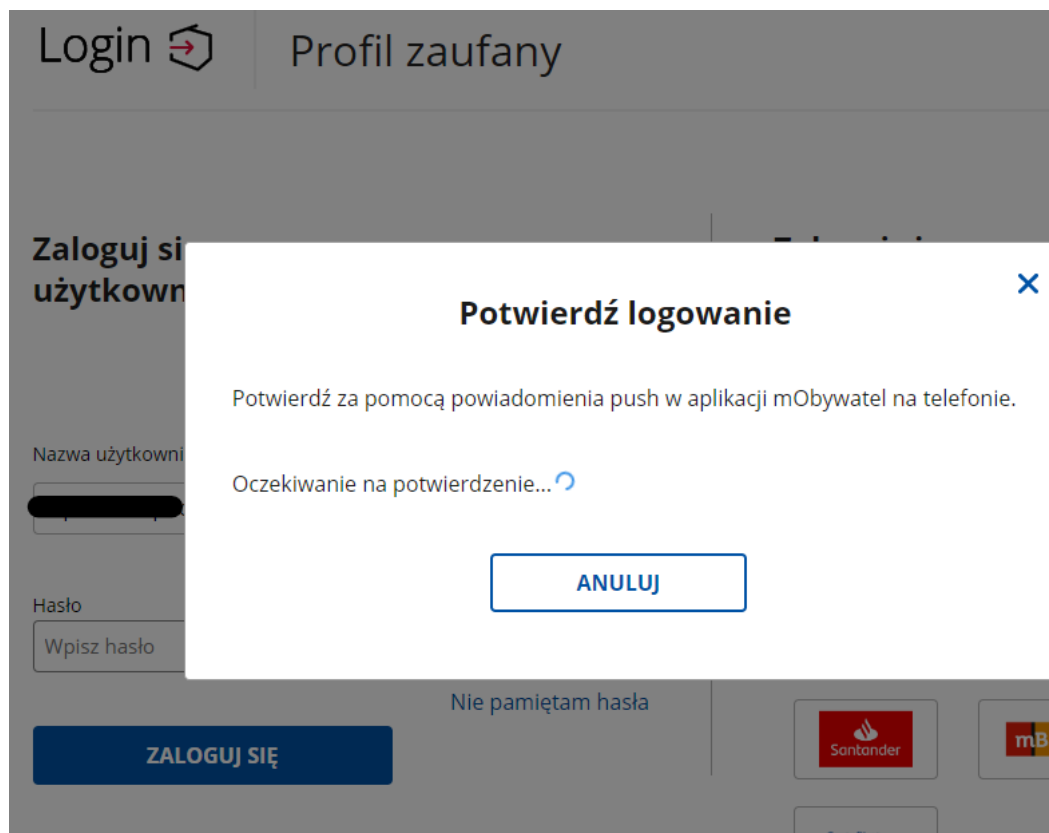 Login
Profil zaufany
Zaloguj si
użytkown
Potwierdź logowanie
Potwierdź za pomocą powiadomienia push w aplikacji mObywatel na telefonie.
Oczekiwanie na potwierdzenie...
ANULUJ
Nazwa użytkowni
Hasło
Wpisz hasło
Nie pamiętam hasła
ZALOGUJ SIĘ
Santander
mB